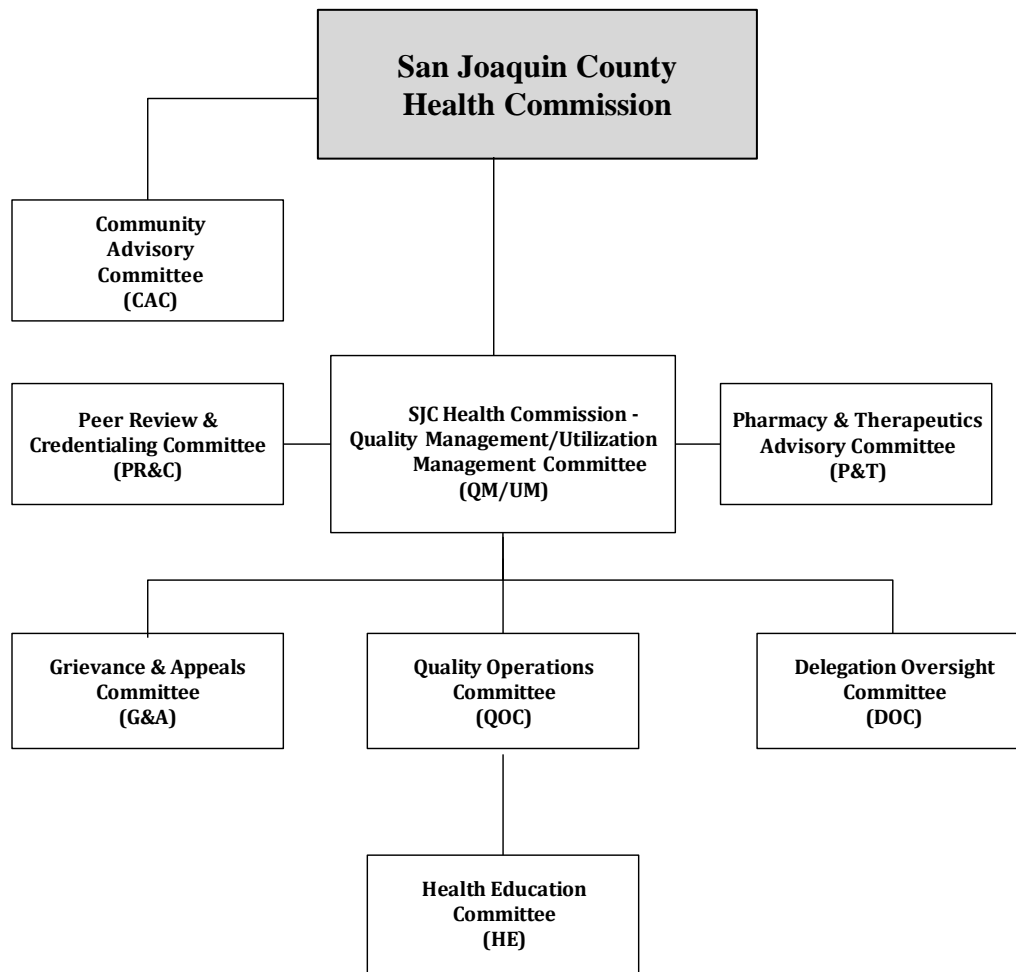 San Joaquin County
Health Commission
Community
Advisory
Committee
(CAC)
Peer Review &
Credentialing Committee
(PR&C)
SJC Health Commission -
Quality Management/Utilization
Management Committee
(QM/UM)
Pharmacy & Therapeutics
Advisory Committee
(P&T)
Grievance & Appeals
Committee
(G&A)
Quality Operations
Committee
(QOC)
Delegation Oversight
Committee
(DOC)
Health Education
Committee
(HE)